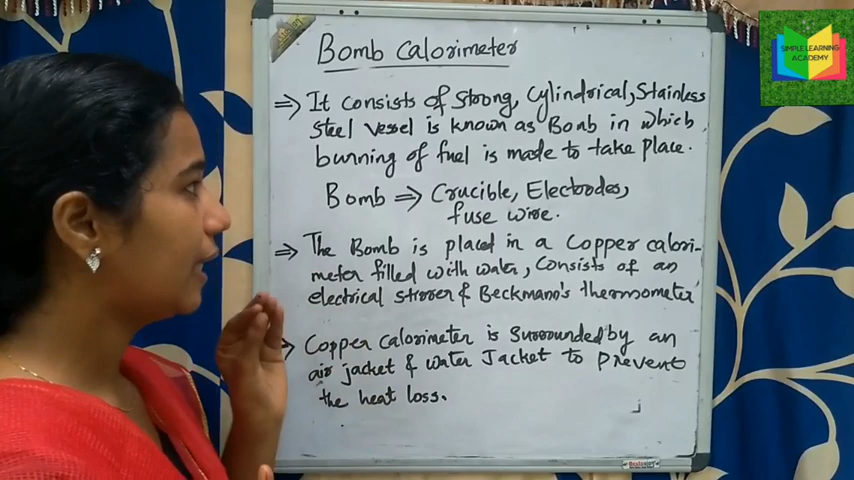 Bomb Calorimeter
⇒ It consists of Strong, Cylindrical, Stainless
Steel vessel is known as Bomb in which
burning of fuel is made to take place.
Bomb ⇒ Crucible, Electrodes,
fuse wire.
⇒ The Bomb is placed in a Copper calori-
meter filled with water, Consists of an
electrical stirrer & Beckmann's thermometer
Copper calorimeter is surrounded by an
air jacket & water Jacket to prevent
the heat loss.
SIMPLE LEARNING
ACADEMY